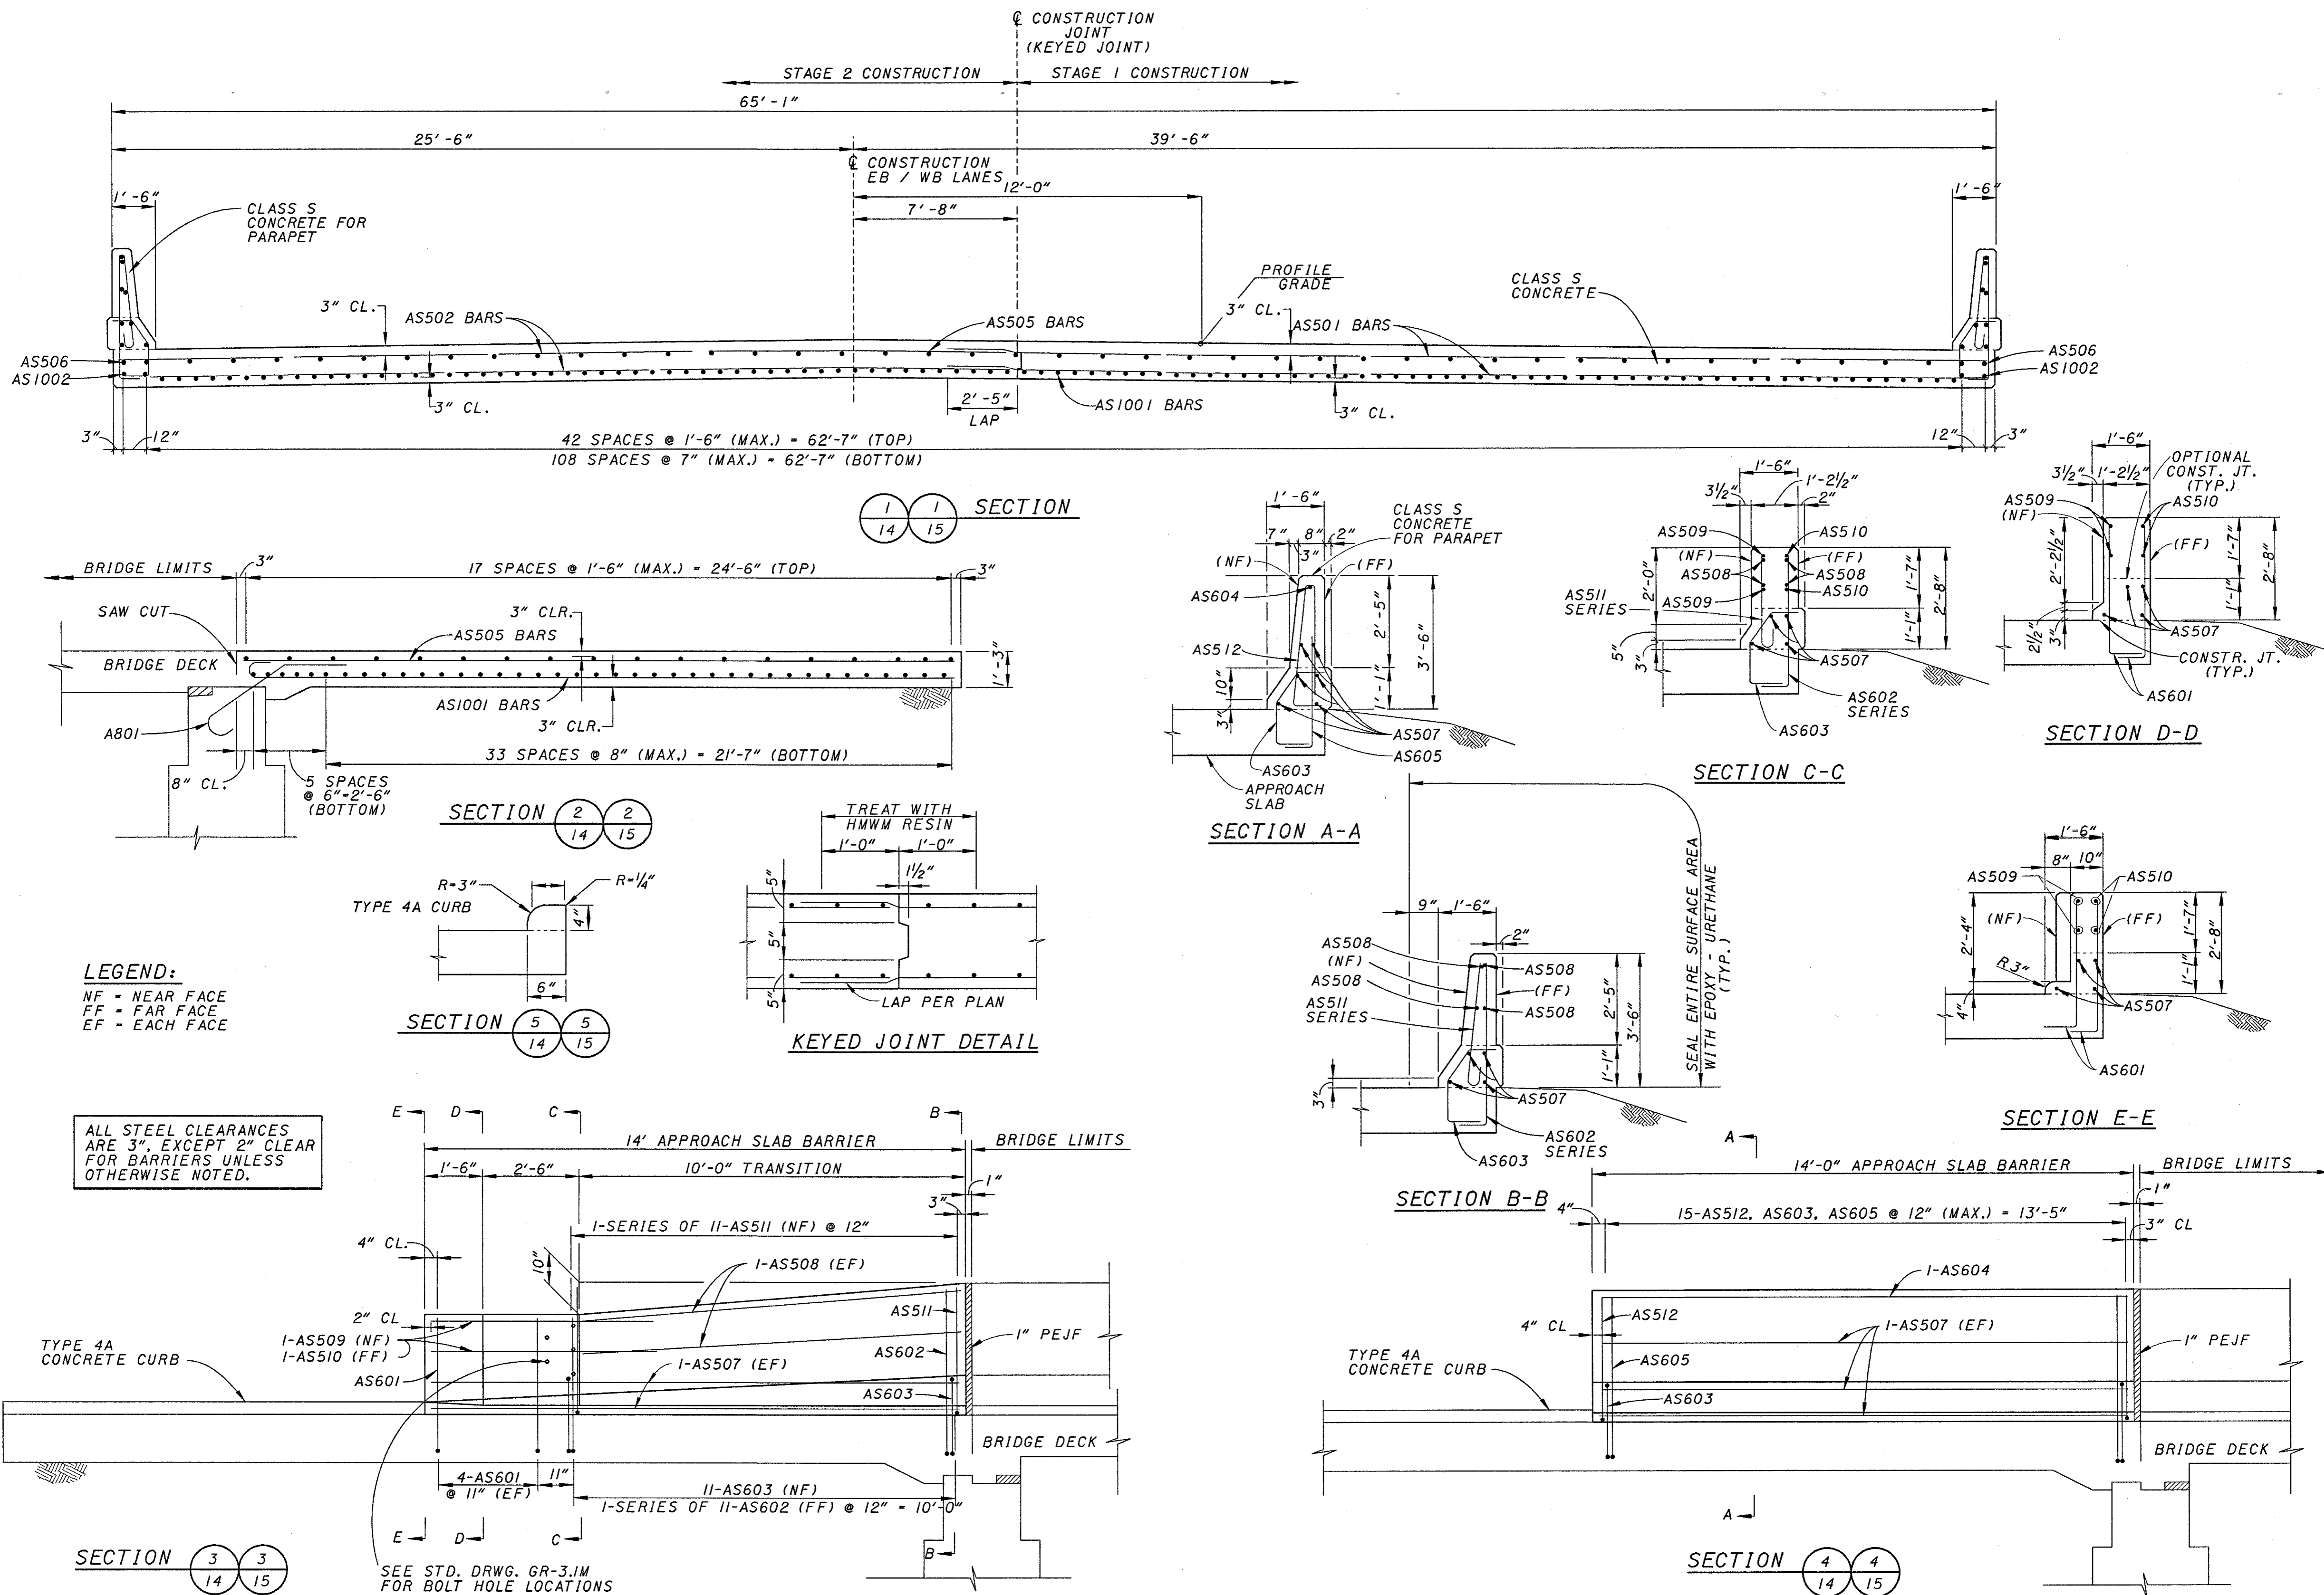 ℄ CONSTRUCTION
JOINT
(KEYED JOINT)
STAGE 2 CONSTRUCTION
STAGE 1 CONSTRUCTION
65'-1"
25'-6"
39'-6"
℄ CONSTRUCTION
EB / WB LANES
12'-0"
7'-8"
1'-6"
CLASS S
CONCRETE FOR
PARAPET
1'-6"
PROFILE
GRADE
CLASS S
CONCRETE
3" CL.
AS502 BARS
AS505 BARS
3" CL.
AS501 BARS
AS506
AS1002
AS506
AS1002
3" CL.
2'-5"
LAP
AS1001 BARS
3" CL.
3"
12"
42 SPACES @ 1'-6" (MAX.) = 62'-7" (TOP)
108 SPACES @ 7" (MAX.) = 62'-7" (BOTTOM)
12"
3"
1 1 SECTION
14 15
BRIDGE LIMITS
3"
17 SPACES @ 1'-6" (MAX.) = 24'-6" (TOP)
3"
SAW CUT
3" CLR.
AS505 BARS
BRIDGE DECK
1'-3"
AS1001 BARS
3" CLR.
A801
33 SPACES @ 8" (MAX.) = 21'-7" (BOTTOM)
8" CL.
5 SPACES
@ 6"=2'-6"
(BOTTOM)
SECTION 2 2
14 15
1'-6"
7"
8"
2"
3"
CLASS S
CONCRETE
FOR PARAPET
(NF)
(FF)
AS604
AS512
2'-5"
3'-6"
10"
1'-1"
3"
AS507
AS605
AS603
APPROACH
SLAB
SECTION A-A
1'-6"
3½"
1'-2½"
2"
AS509
AS510
(NF)
(FF)
AS508
AS508
AS510
AS509
AS511
SERIES
2'-0"
1'-7"
2'-8"
1'-1"
5"
3"
AS507
AS602
SERIES
AS603
SECTION C-C
1'-6"
3½"
1'-2½"
OPTIONAL
CONST. JT.
(TYP.)
AS509
(NF)
AS510
(FF)
2'-2½"
1'-7"
2'-8"
1'-1"
2½"
3"
AS507
CONSTR. JT.
(TYP.)
AS601
SECTION D-D
R=3"
R=¼"
TYPE 4A CURB
4"
6"
SECTION 5 5
14 15
TREAT WITH
HMWM RESIN
1'-0"
1'-0"
1½"
5"
5"
5"
LAP PER PLAN
KEYED JOINT DETAIL
LEGEND:
NF = NEAR FACE
FF = FAR FACE
EF = EACH FACE
SEAL ENTIRE SURFACE AREA
WITH EPOXY - URETHANE
(TYP.)
9"
1'-6"
2"
AS508
(NF)
AS508
AS508
(FF)
AS511
SERIES
AS508
2'-5"
3'-6"
1'-1"
3"
AS507
AS602
SERIES
AS603
SECTION B-B
1'-6"
8"
10"
AS509
AS510
(NF)
(FF)
2'-4"
1'-7"
2'-8"
1'-1"
R 3"
4"
AS507
AS601
SECTION E-E
ALL STEEL CLEARANCES
ARE 3", EXCEPT 2" CLEAR
FOR BARRIERS UNLESS
OTHERWISE NOTED.
E
D
C
B
14' APPROACH SLAB BARRIER
BRIDGE LIMITS
1'-6"
2'-6"
10'-0" TRANSITION
1"
3"
1-SERIES OF 11-AS511 (NF) @ 12"
4" CL.
10"
1-AS508 (EF)
2" CL
AS511
1-AS509 (NF)
1-AS510 (FF)
1" PEJF
TYPE 4A
CONCRETE CURB
AS602
1-AS507 (EF)
AS601
AS603
BRIDGE DECK
4-AS601
@ 11" (EF)
11"
11-AS603 (NF)
1-SERIES OF 11-AS602 (FF) @ 12" = 10'-0"
E
D
C
B
SECTION 3 3
14 15
SEE STD. DRWG. GR-3.1M
FOR BOLT HOLE LOCATIONS
A
14'-0" APPROACH SLAB BARRIER
BRIDGE LIMITS
1"
4"
15-AS512, AS603, AS605 @ 12" (MAX.) = 13'-5"
3" CL
1-AS604
AS512
4" CL
1-AS507 (EF)
1" PEJF
TYPE 4A
CONCRETE CURB
AS605
AS603
BRIDGE DECK
A
SECTION 4 4
14 15